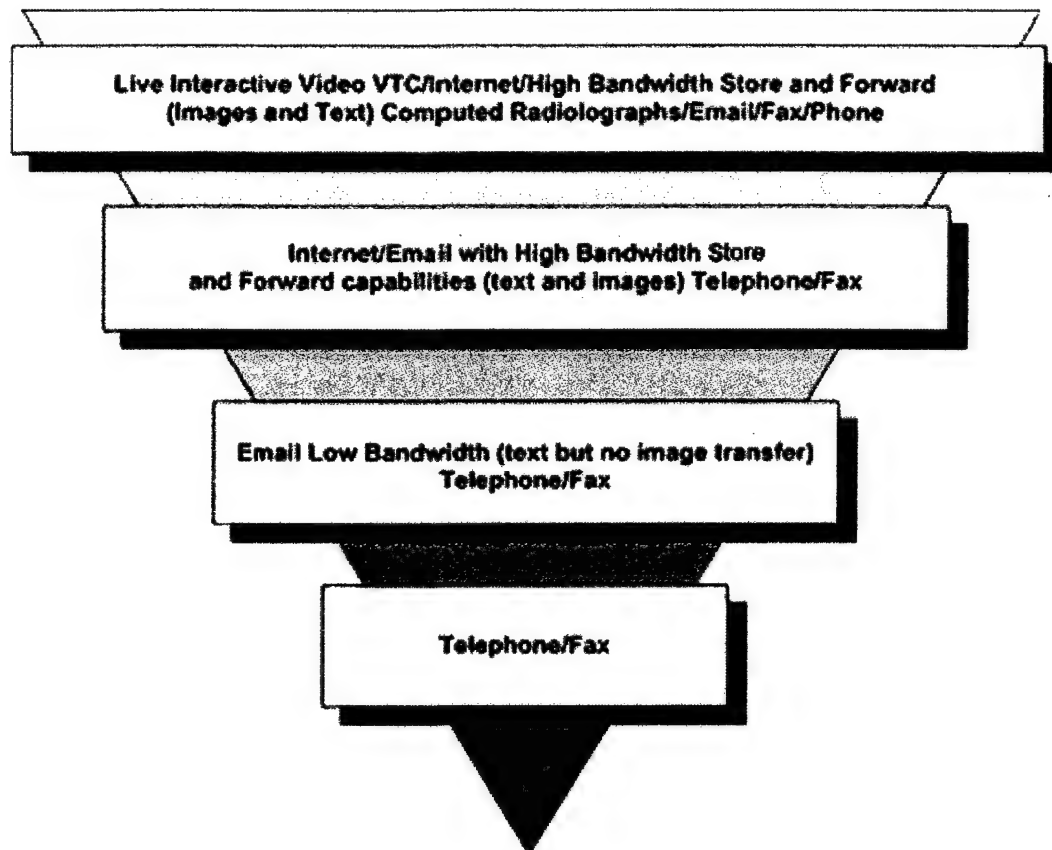 Live Interactive Video VTC/Internet/High Bandwidth Store and Forward
(Images and Text) Computed Radiolographs/Email/Fax/Phone
Internet/Email with High Bandwidth Store
and Forward capabilities (text and images) Telephone/Fax
Email Low Bandwidth (text but no image transfer)
Telephone/Fax
Telephone/Fax